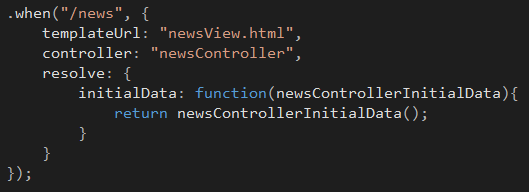 .when("/news", {
    templateUrl: "newsView.html",
    controller: "newsController",
    resolve: {
        initialData: function(newsControllerInitialData){
            return newsControllerInitialData();
        }
    }
});